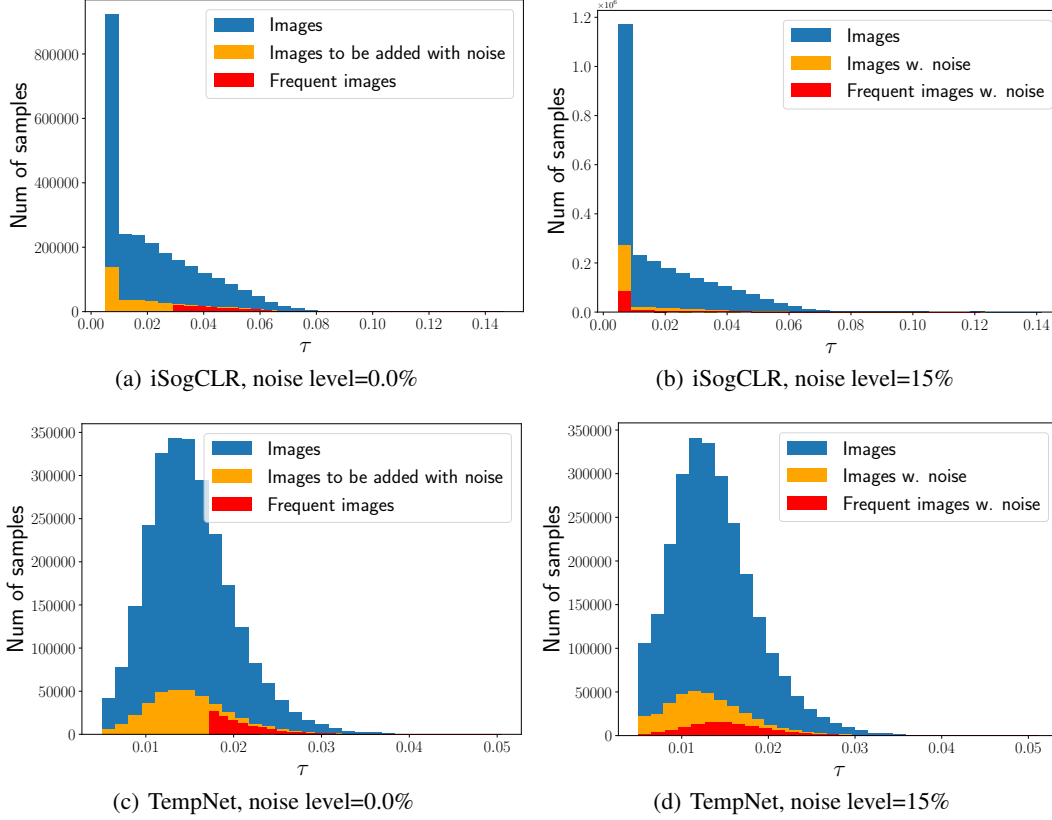 Images
Images to be added with noise
Frequent images
Num of samples
800000
600000
400000
200000
0
0.00 0.02 0.04 0.06 0.08 0.10 0.12 0.14
τ
(a) iSogCLR, noise level=0.0%
×10⁶
Images
Images w. noise
Frequent images w. noise
Num of samples
1.2
1.0
0.8
0.6
0.4
0.2
0.0
0.00 0.02 0.04 0.06 0.08 0.10 0.12 0.14
τ
(b) iSogCLR, noise level=15%
Images
Images to be added with noise
Frequent images
Num of samples
350000
300000
250000
200000
150000
100000
50000
0
0.01 0.02 0.03 0.04 0.05
τ
(c) TempNet, noise level=0.0%
Images
Images w. noise
Frequent images w. noise
Num of samples
350000
300000
250000
200000
150000
100000
50000
0
0.01 0.02 0.03 0.04 0.05
τ
(d) TempNet, noise level=15%